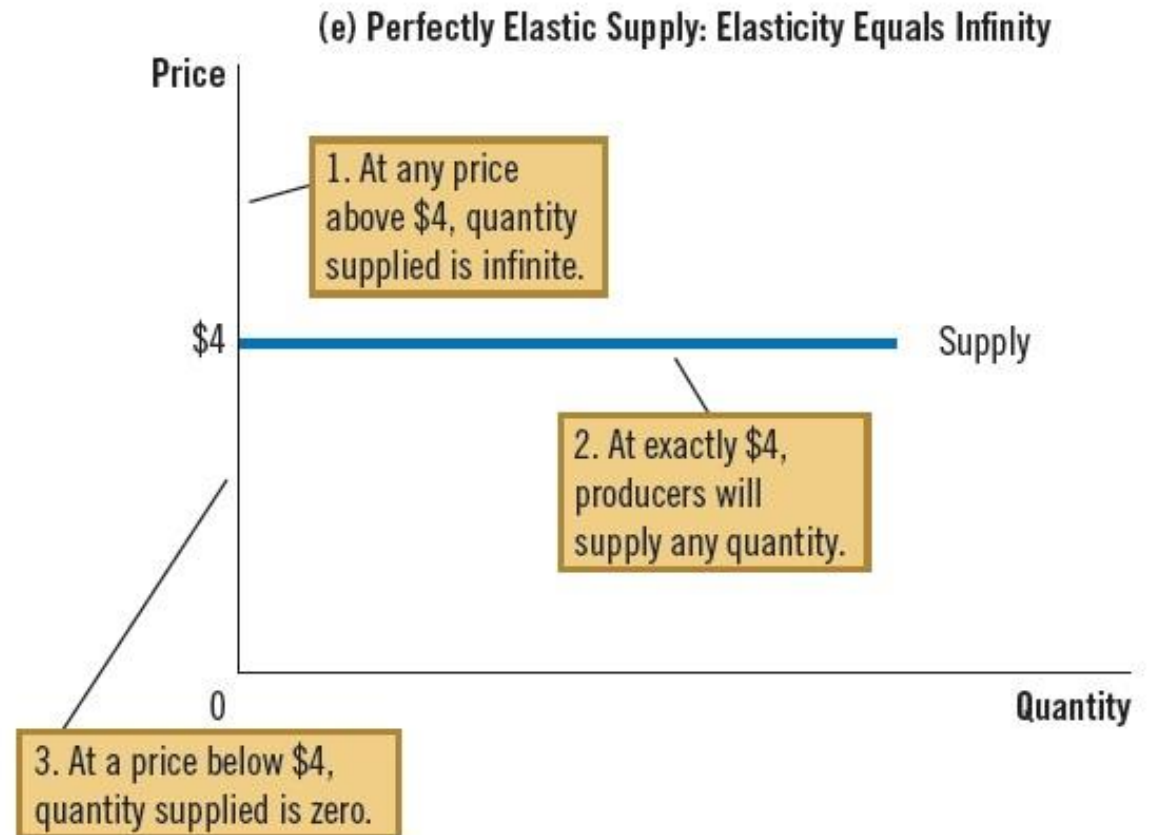 (e) Perfectly Elastic Supply: Elasticity Equals Infinity
Price
1. At any price
above $4, quantity
supplied is infinite.
$4
Supply
2. At exactly $4,
producers will
supply any quantity.
0
Quantity
3. At a price below $4,
quantity supplied is zero.